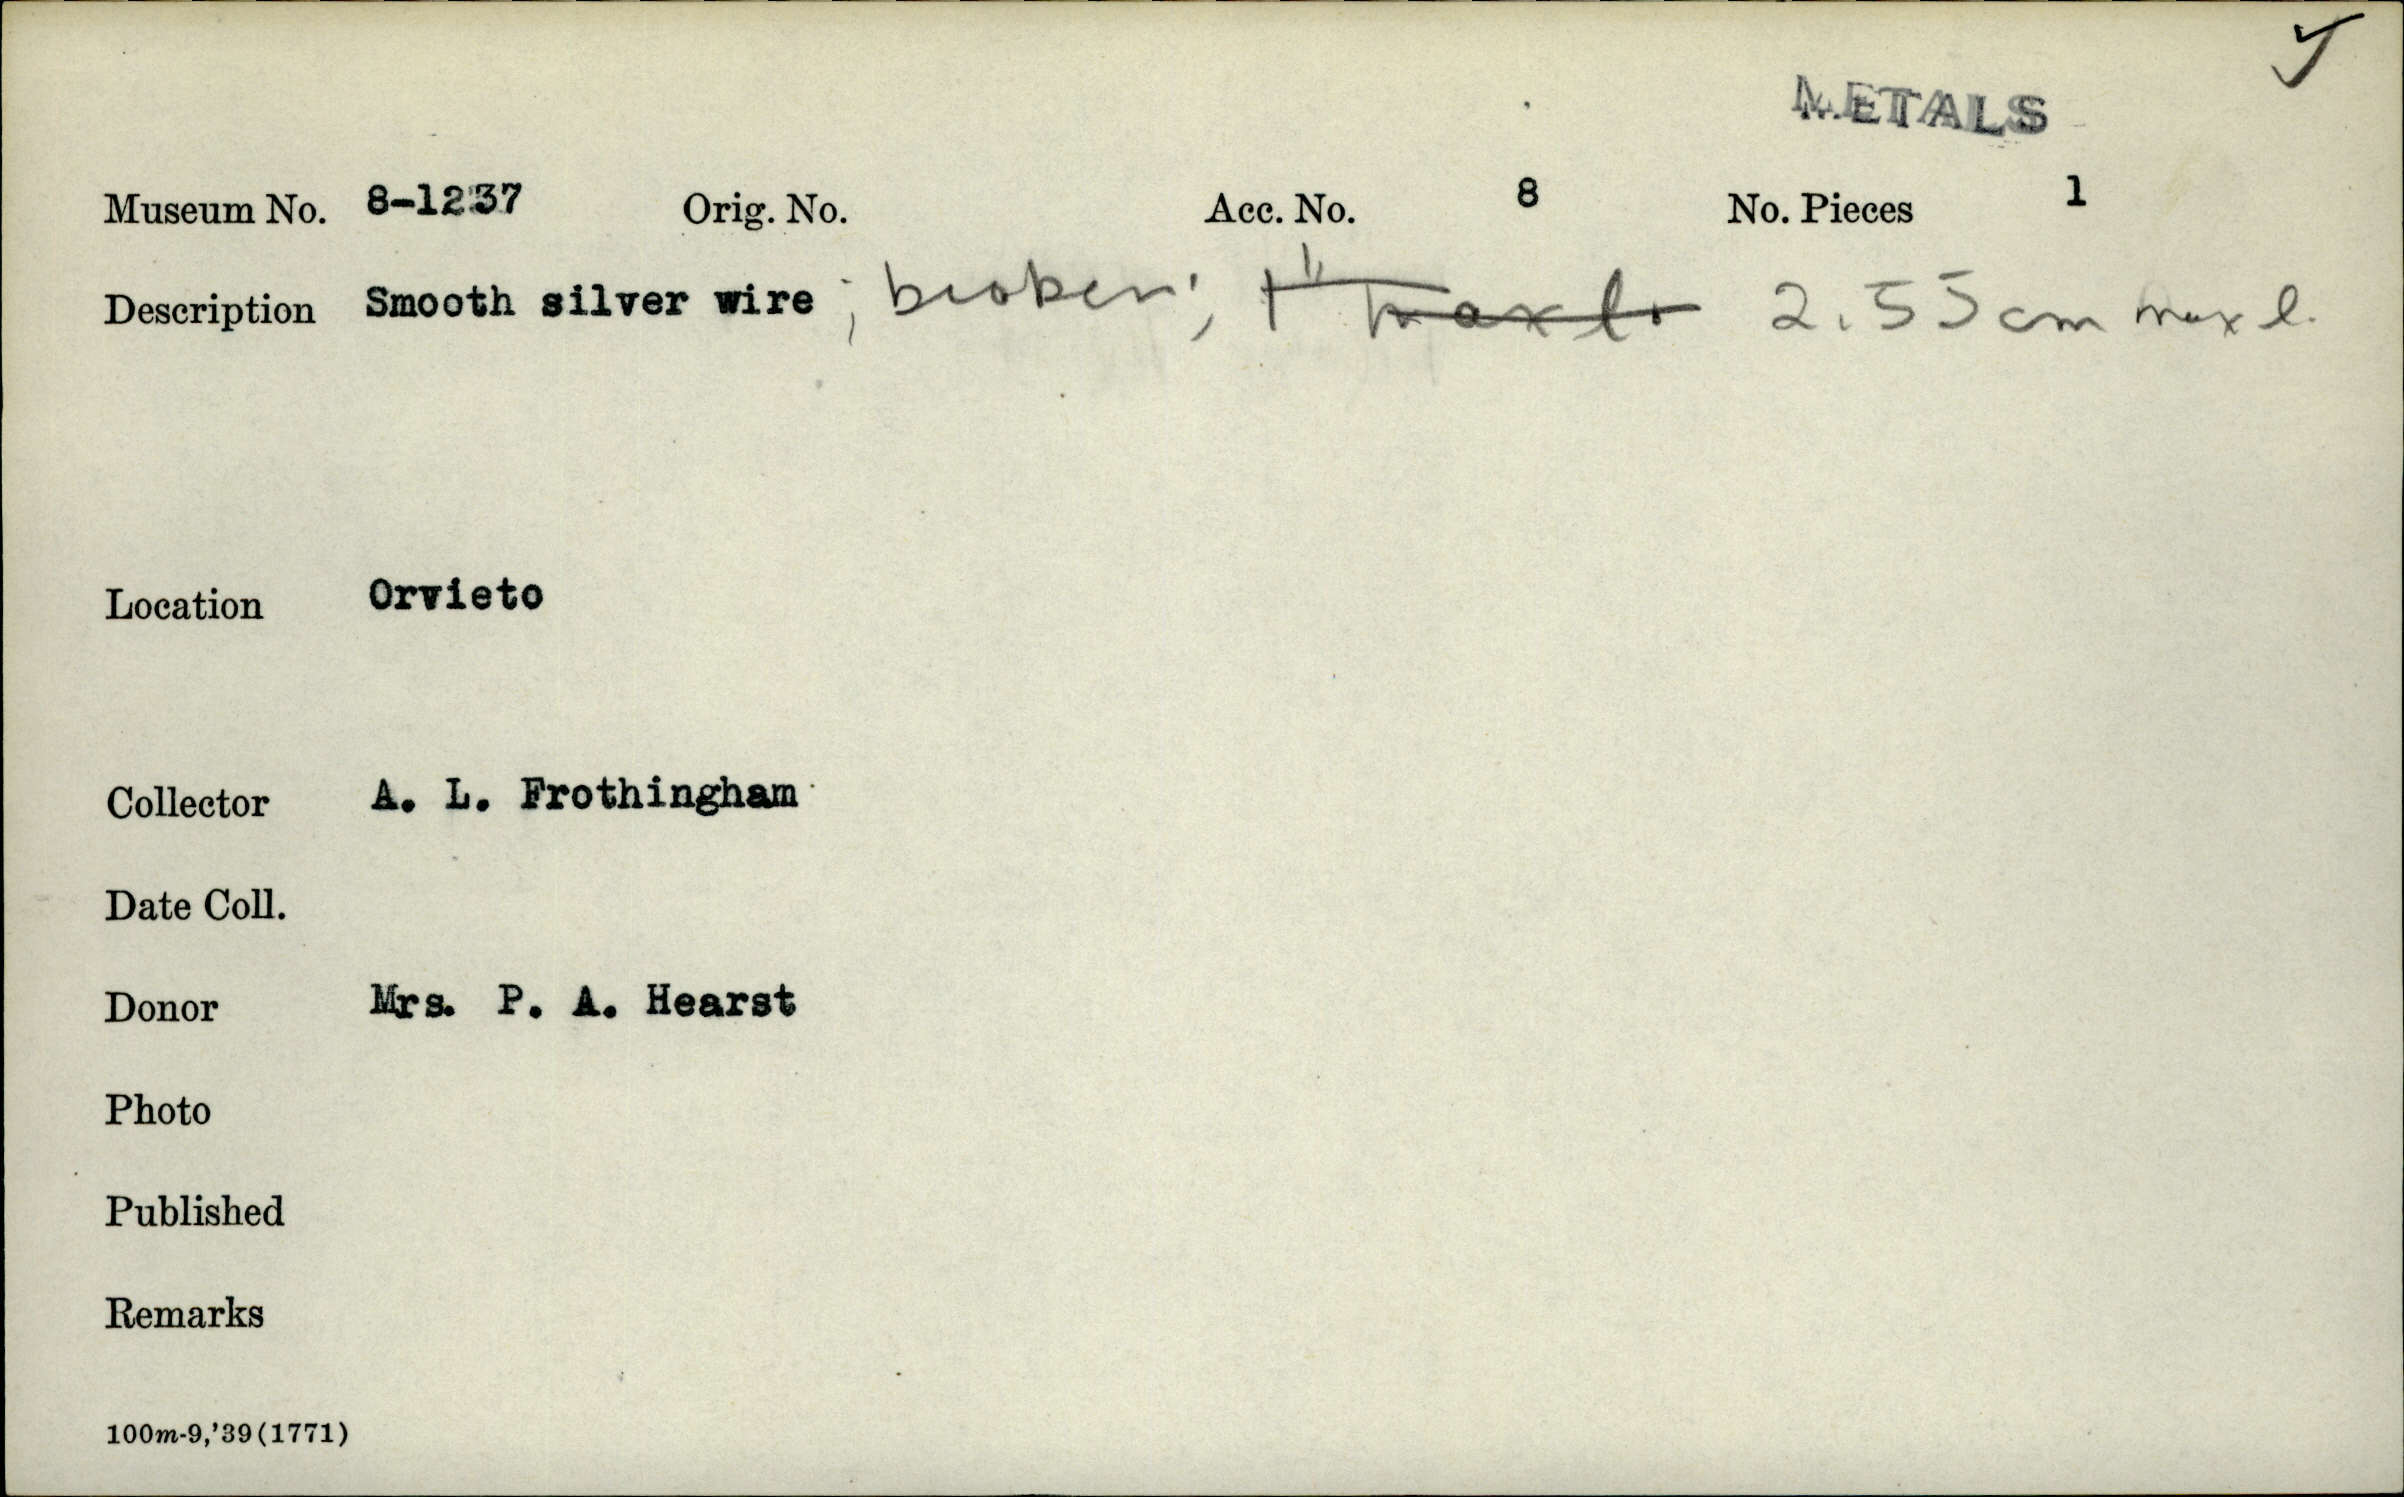 METALS
Museum No. 8-1237 Orig. No. Acc. No. 8 No. Pieces 1
Description Smooth silver wire ; broken; 1" max l. 2.55 cm max l.
Location Orvieto
Collector A. L. Frothingham
Date Coll.
Donor Mrs. P. A. Hearst
Photo
Published
Remarks
100m-9,'39(1771)